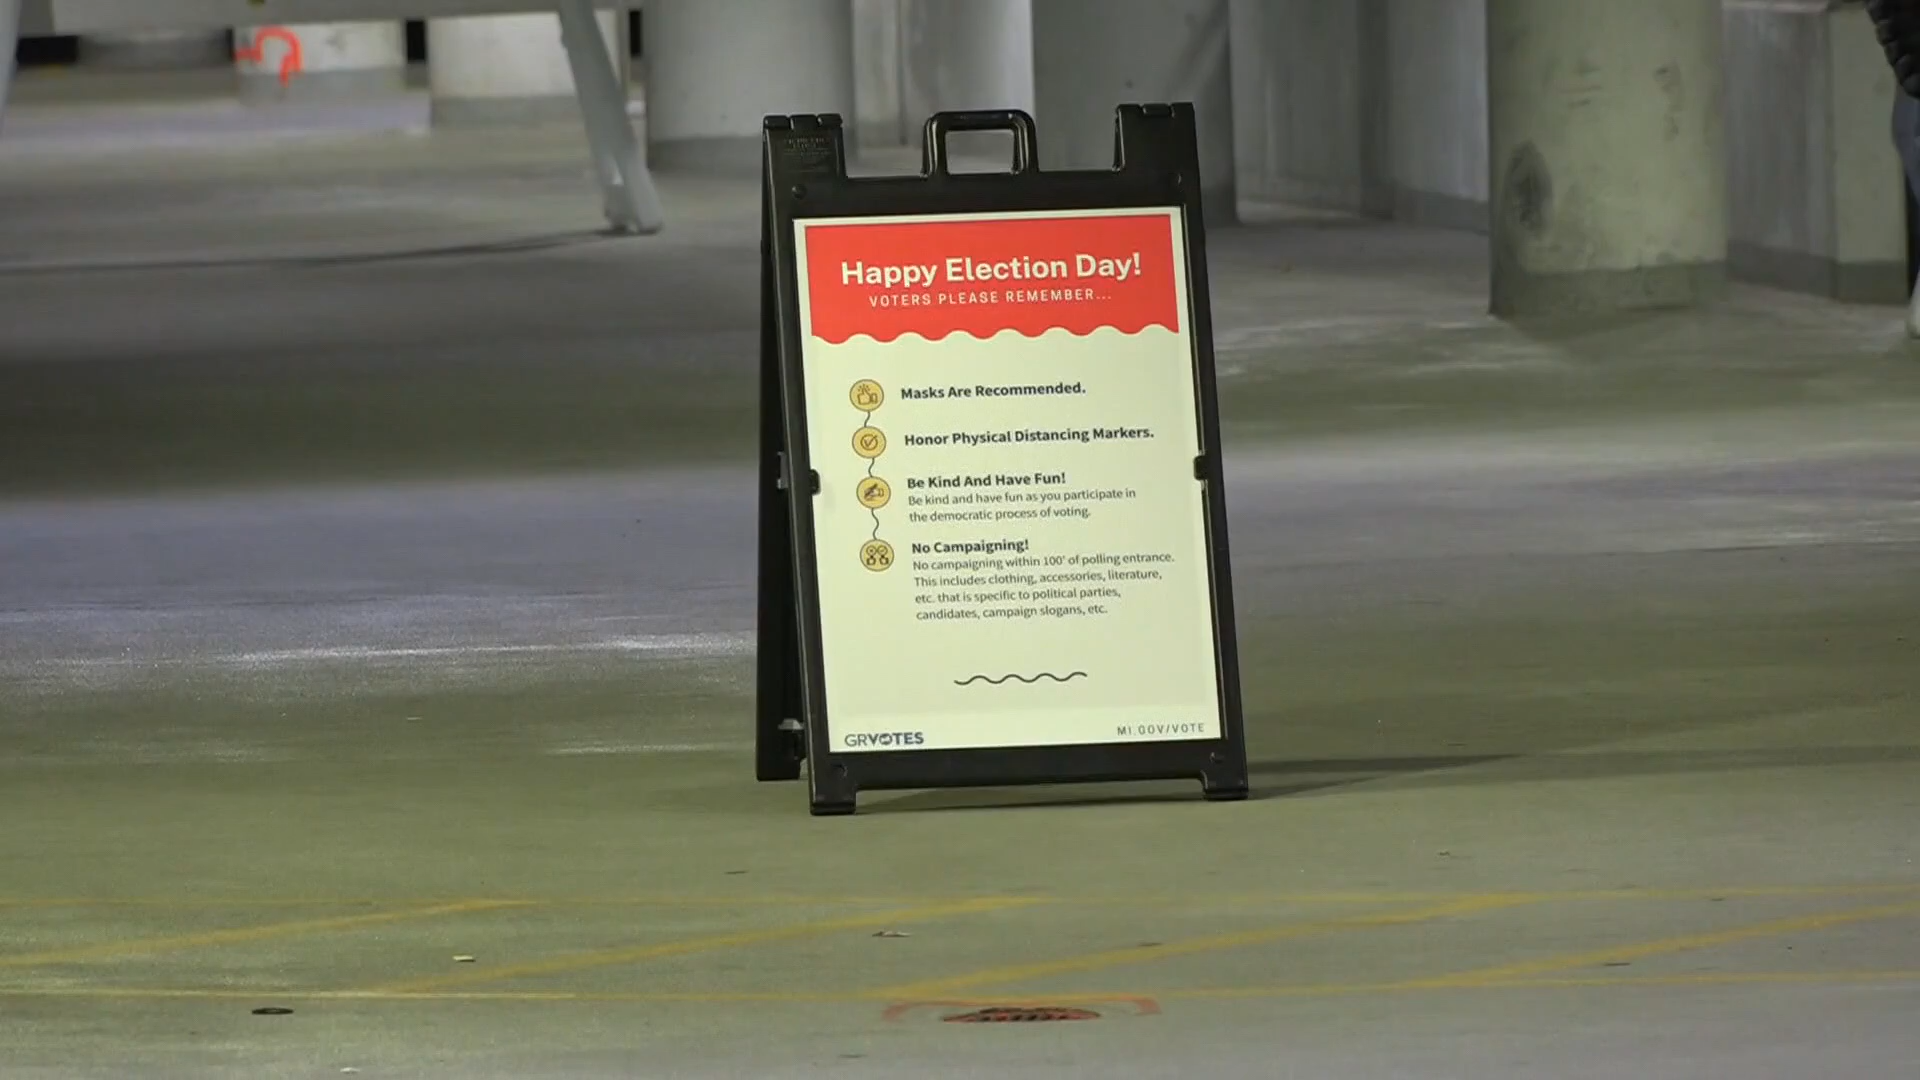 Happy Election Day!
VOTERS PLEASE REMEMBER...
Masks Are Recommended.
Honor Physical Distancing Markers.
Be Kind And Have Fun!
Be kind and have fun as you participate in
the democratic process of voting.
No Campaigning!
No campaigning within 100' of polling entrance.
This includes clothing, accessories, literature,
etc. that is specific to political parties,
candidates, campaign slogans, etc.
GRVOTES
MI.GOV/VOTE